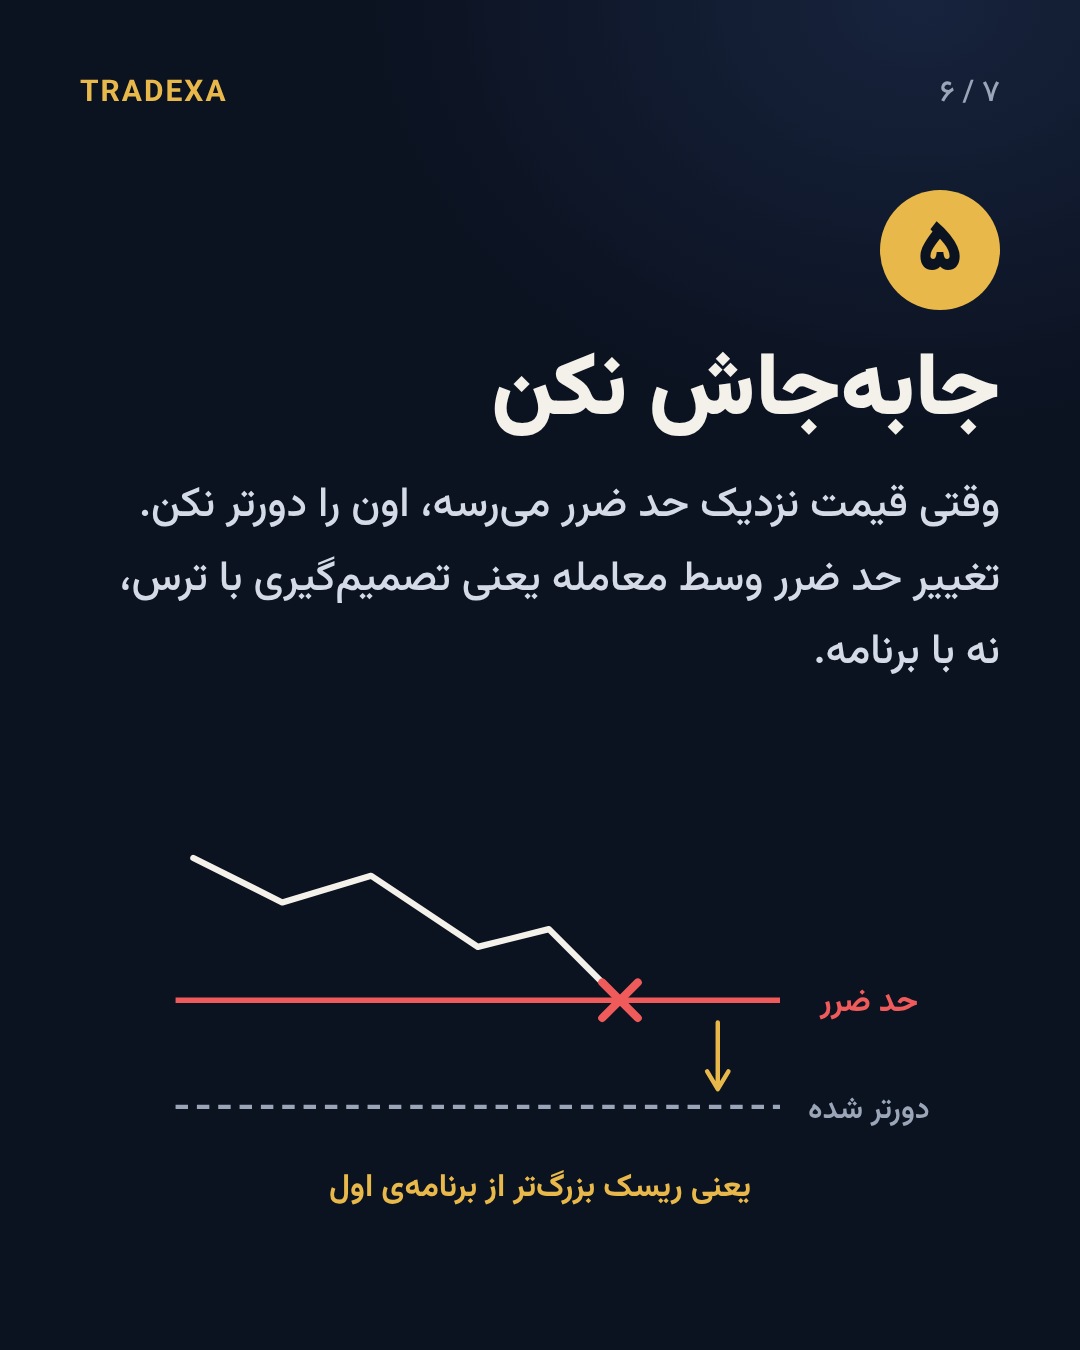 TRADEXA
۶ / ۷
۵
جابه‌جاش نکن
وقتی قیمت نزدیک حد ضرر می‌رسه، اون را دورتر نکن.
تغییر حد ضرر وسط معامله یعنی تصمیم‌گیری با ترس،
نه با برنامه.
حد ضرر
دورتر شده
یعنی ریسک بزرگ‌تر از برنامه‌ی اول